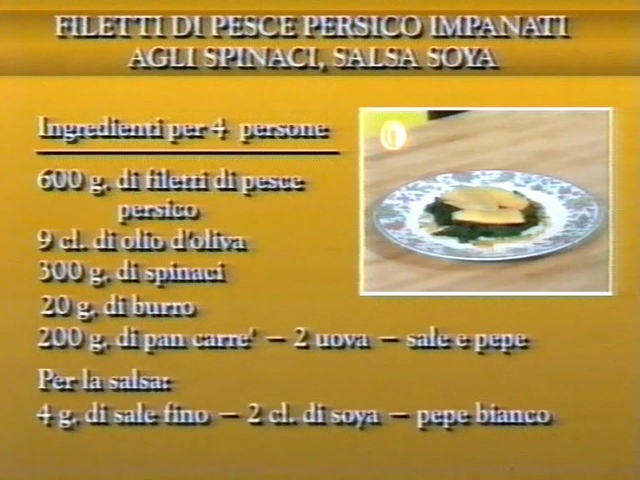 FILETTI DI PESCE PERSICO IMPANATI
AGLI SPINACI, SALSA SOYA
Ingredienti per 4 persone
600 g. di filetti di pesce
persico
9 cl. di olio d'oliva
300 g. di spinaci
20 g. di burro
200 g. di pan carre' — 2 uova — sale e pepe
Per la salsa:
4 g. di sale fino — 2 cl. di soya — pepe bianco